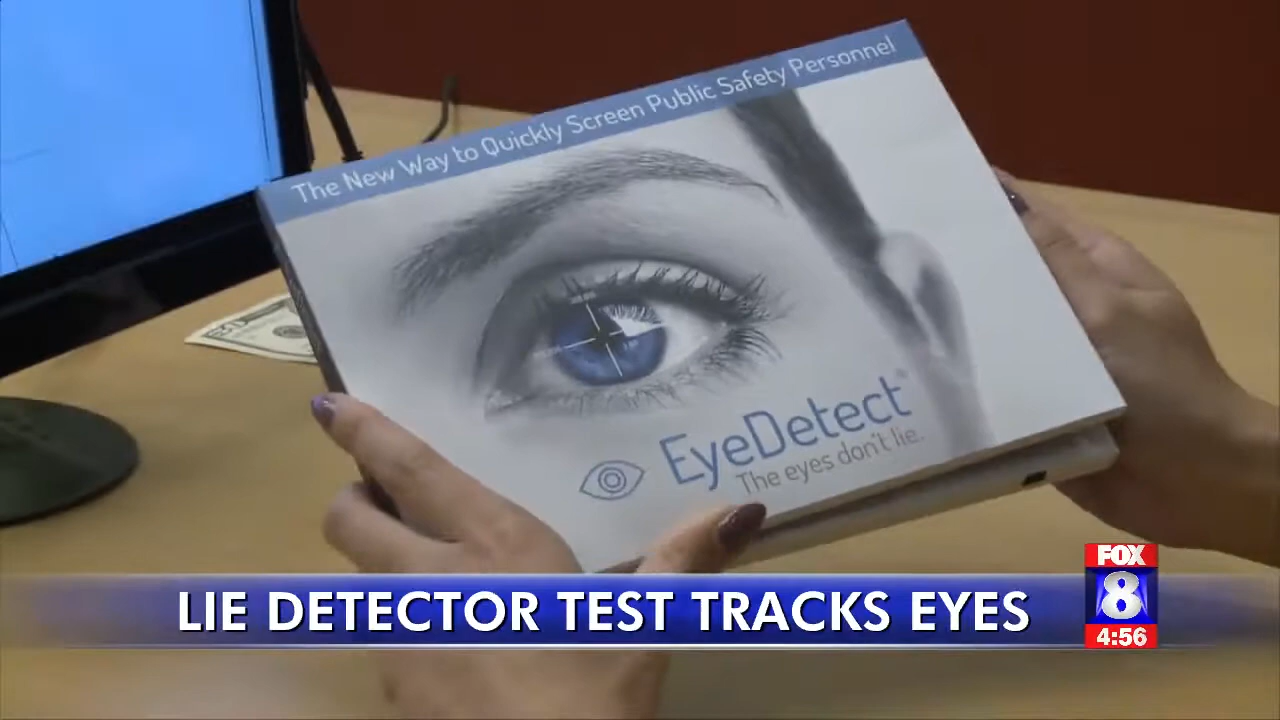 The New Way to Quickly Screen Public Safety Personnel
EyeDetect®
The eyes don't lie.
LIE DETECTOR TEST TRACKS EYES
FOX
8
4:56